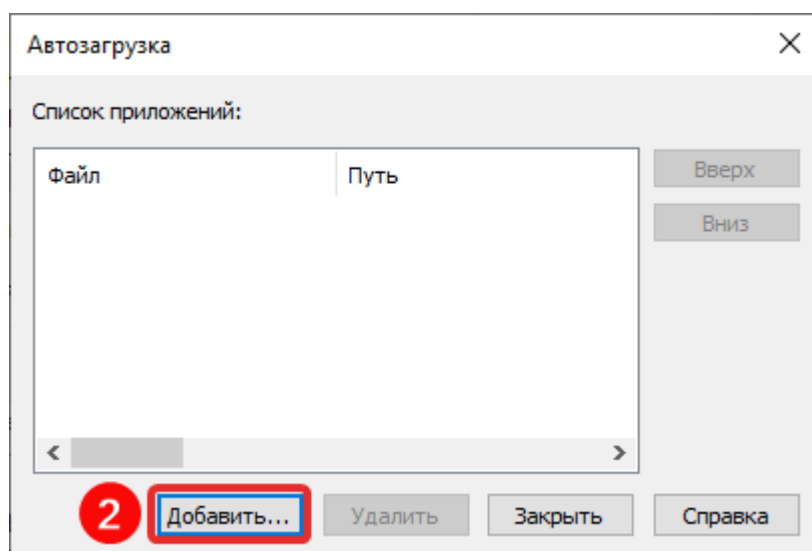 Автозагрузка
Список приложений:
Файл Путь
Вверх
Вниз
2 Добавить... Удалить Закрыть Справка